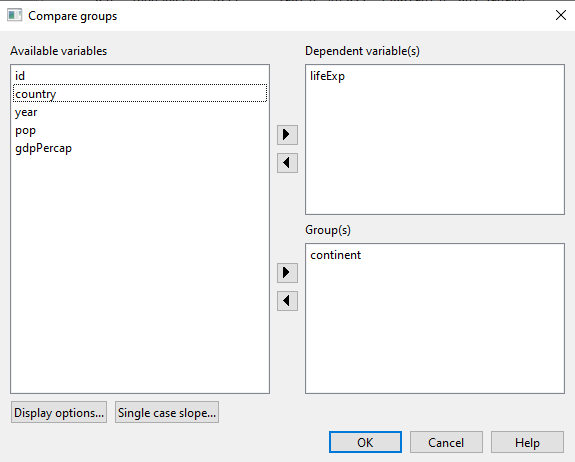 Compare groups
Available variables
id
country
year
pop
gdpPercap
Dependent variable(s)
lifeExp
Group(s)
continent
Display options...
Single case slope...
OK
Cancel
Help